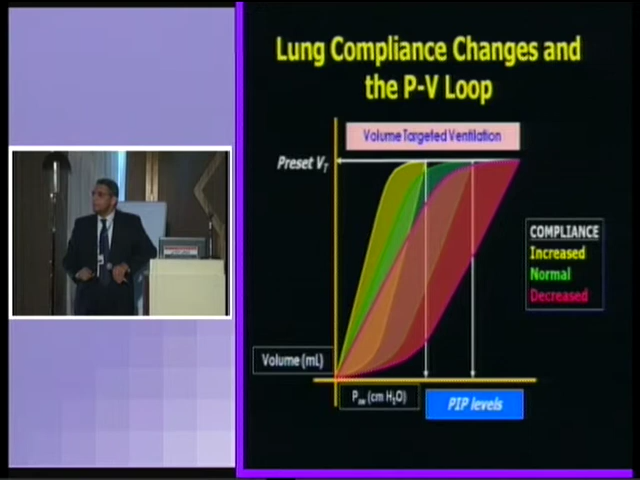 Lung Compliance Changes and
the P-V Loop
Volume Targeted Ventilation
Preset VT
COMPLIANCE
Increased
Normal
Decreased
Volume (mL)
Paw (cm H2O)
PIP levels